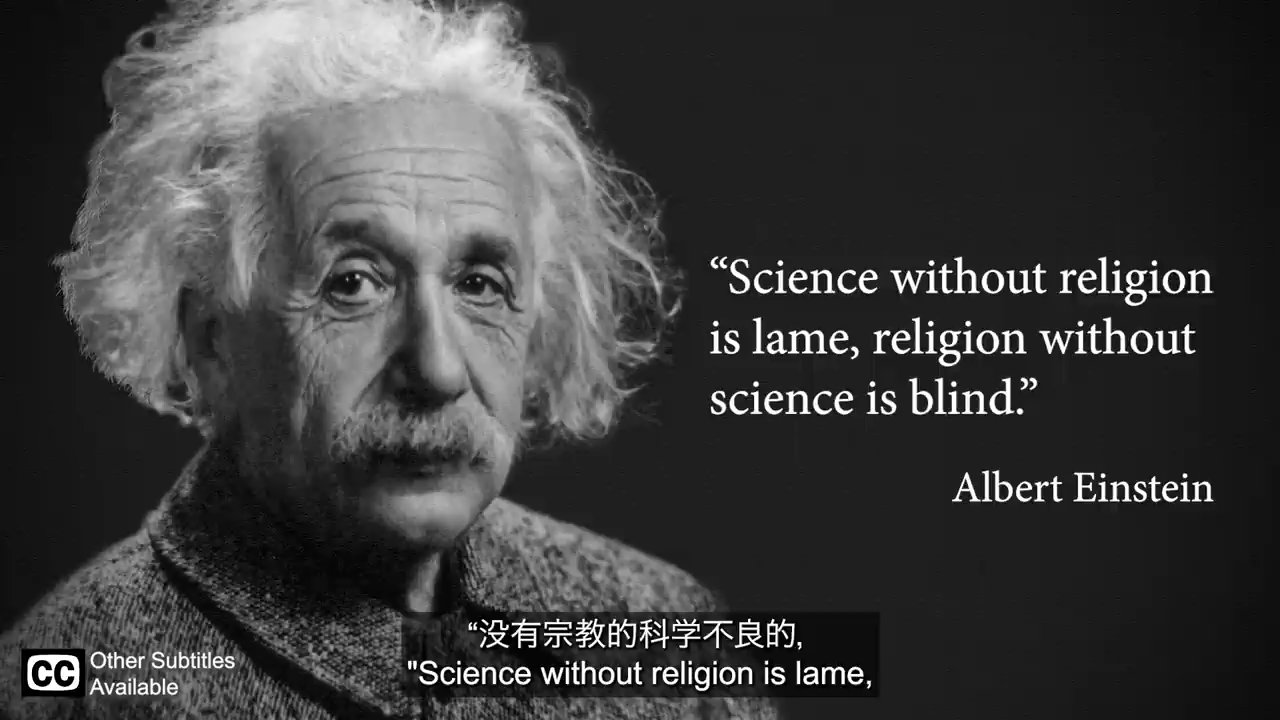 “Science without religion
is lame, religion without
science is blind.”
Albert Einstein
“没有宗教的科学不良的,
"Science without religion is lame,
CC
Other Subtitles
Available